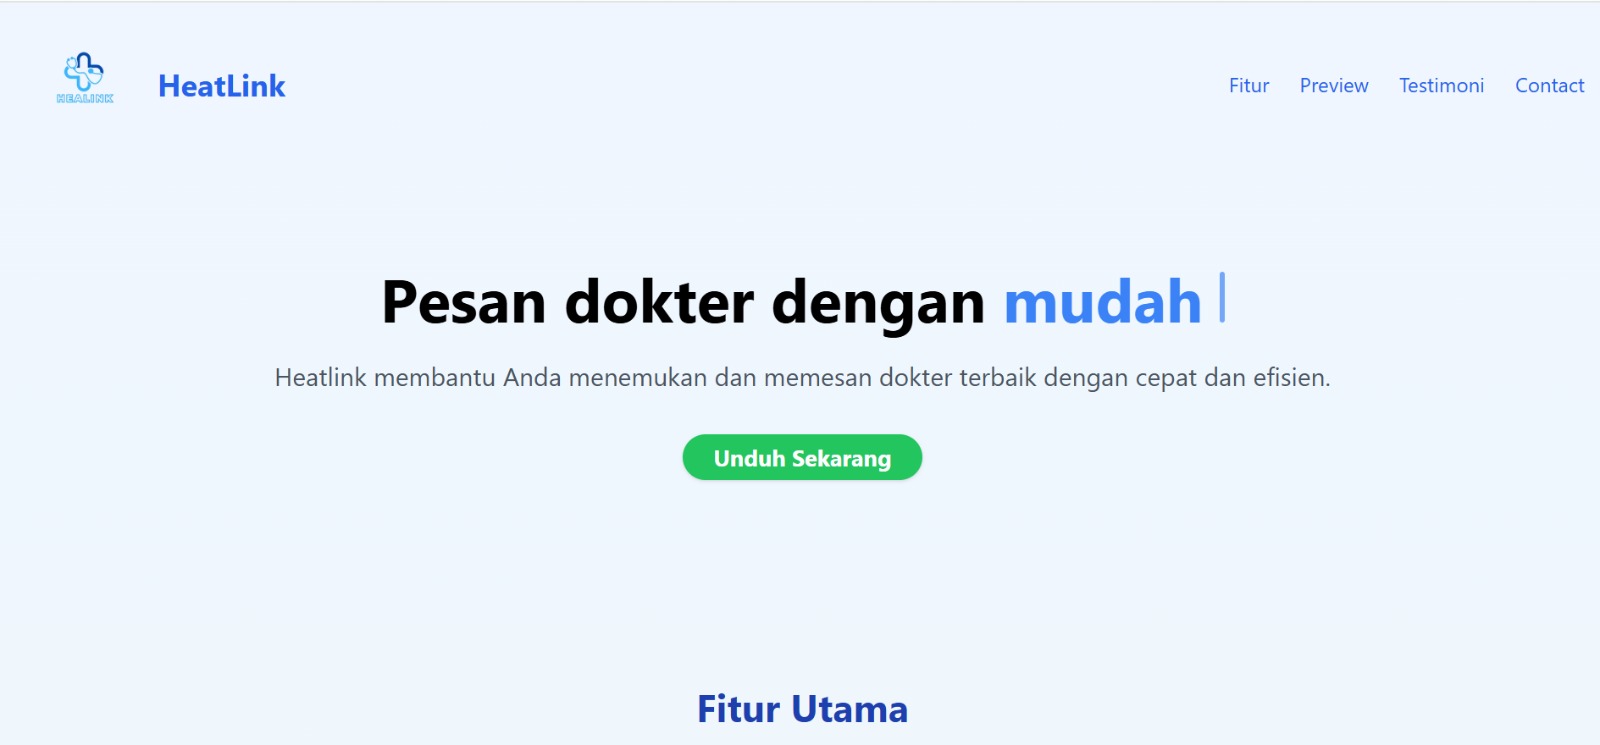 HEALINK
HeatLink
Fitur Preview Testimoni Contact
Pesan dokter dengan mudah
Heatlink membantu Anda menemukan dan memesan dokter terbaik dengan cepat dan efisien.
Unduh Sekarang
Fitur Utama